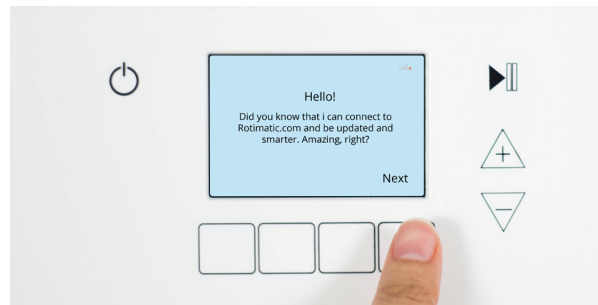 Hello!
Did you know that i can connect to
Rotimatic.com and be updated and
smarter. Amazing, right?
Next